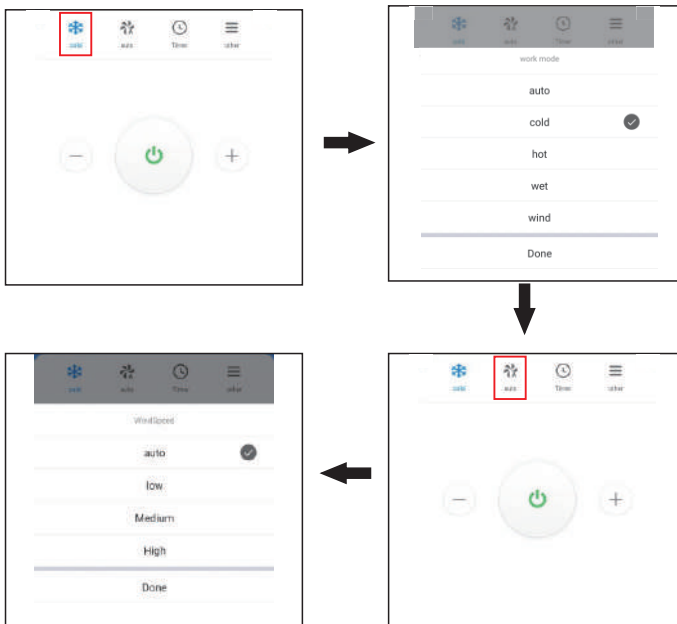 cold auto Timer other
cold auto Timer other
work mode
auto
cold
hot
wet
wind
Done
cold auto Timer other
WindSpeed
auto
low
Medium
High
Done
cold auto Timer other